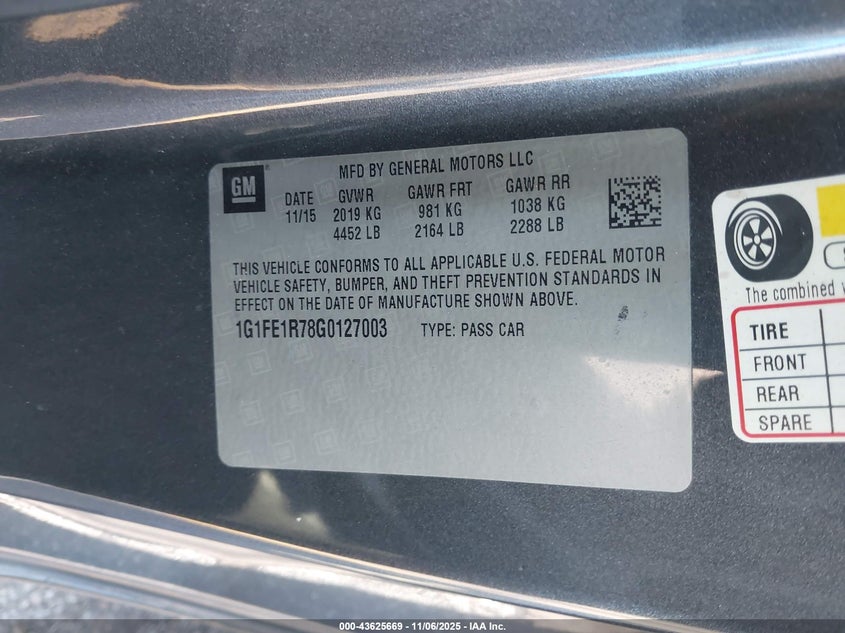 GM
MFD BY GENERAL MOTORS LLC
DATE GVWR GAWR FRT GAWR RR
11/15 2019 KG 981 KG 1038 KG
4452 LB 2164 LB 2288 LB
THIS VEHICLE CONFORMS TO ALL APPLICABLE U.S. FEDERAL MOTOR
VEHICLE SAFETY, BUMPER, AND THEFT PREVENTION STANDARDS IN
EFFECT ON THE DATE OF MANUFACTURE SHOWN ABOVE.
1G1FE1R78G0127003 TYPE: PASS CAR
The combined
TIRE
FRONT
REAR
SPARE
000-43625669 - 11/06/2025 - IAA Inc.